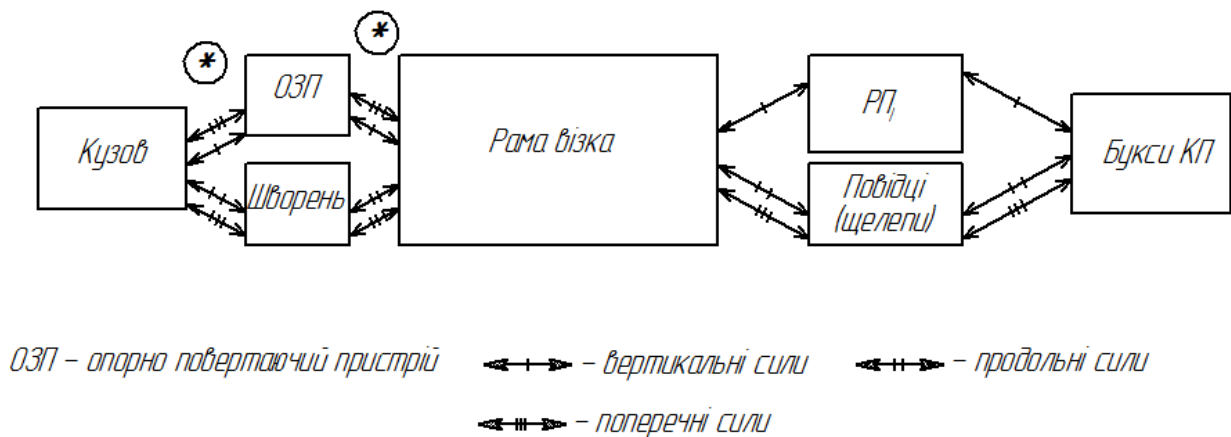 *
*
ОЗП
Кузов
Шворень
Рама візка
РП₁
Повідці
(щелепи)
Букси КП
ОЗП – опорно повертаючий пристрій
– вертикальні сили
– продольні сили
– поперечні сили